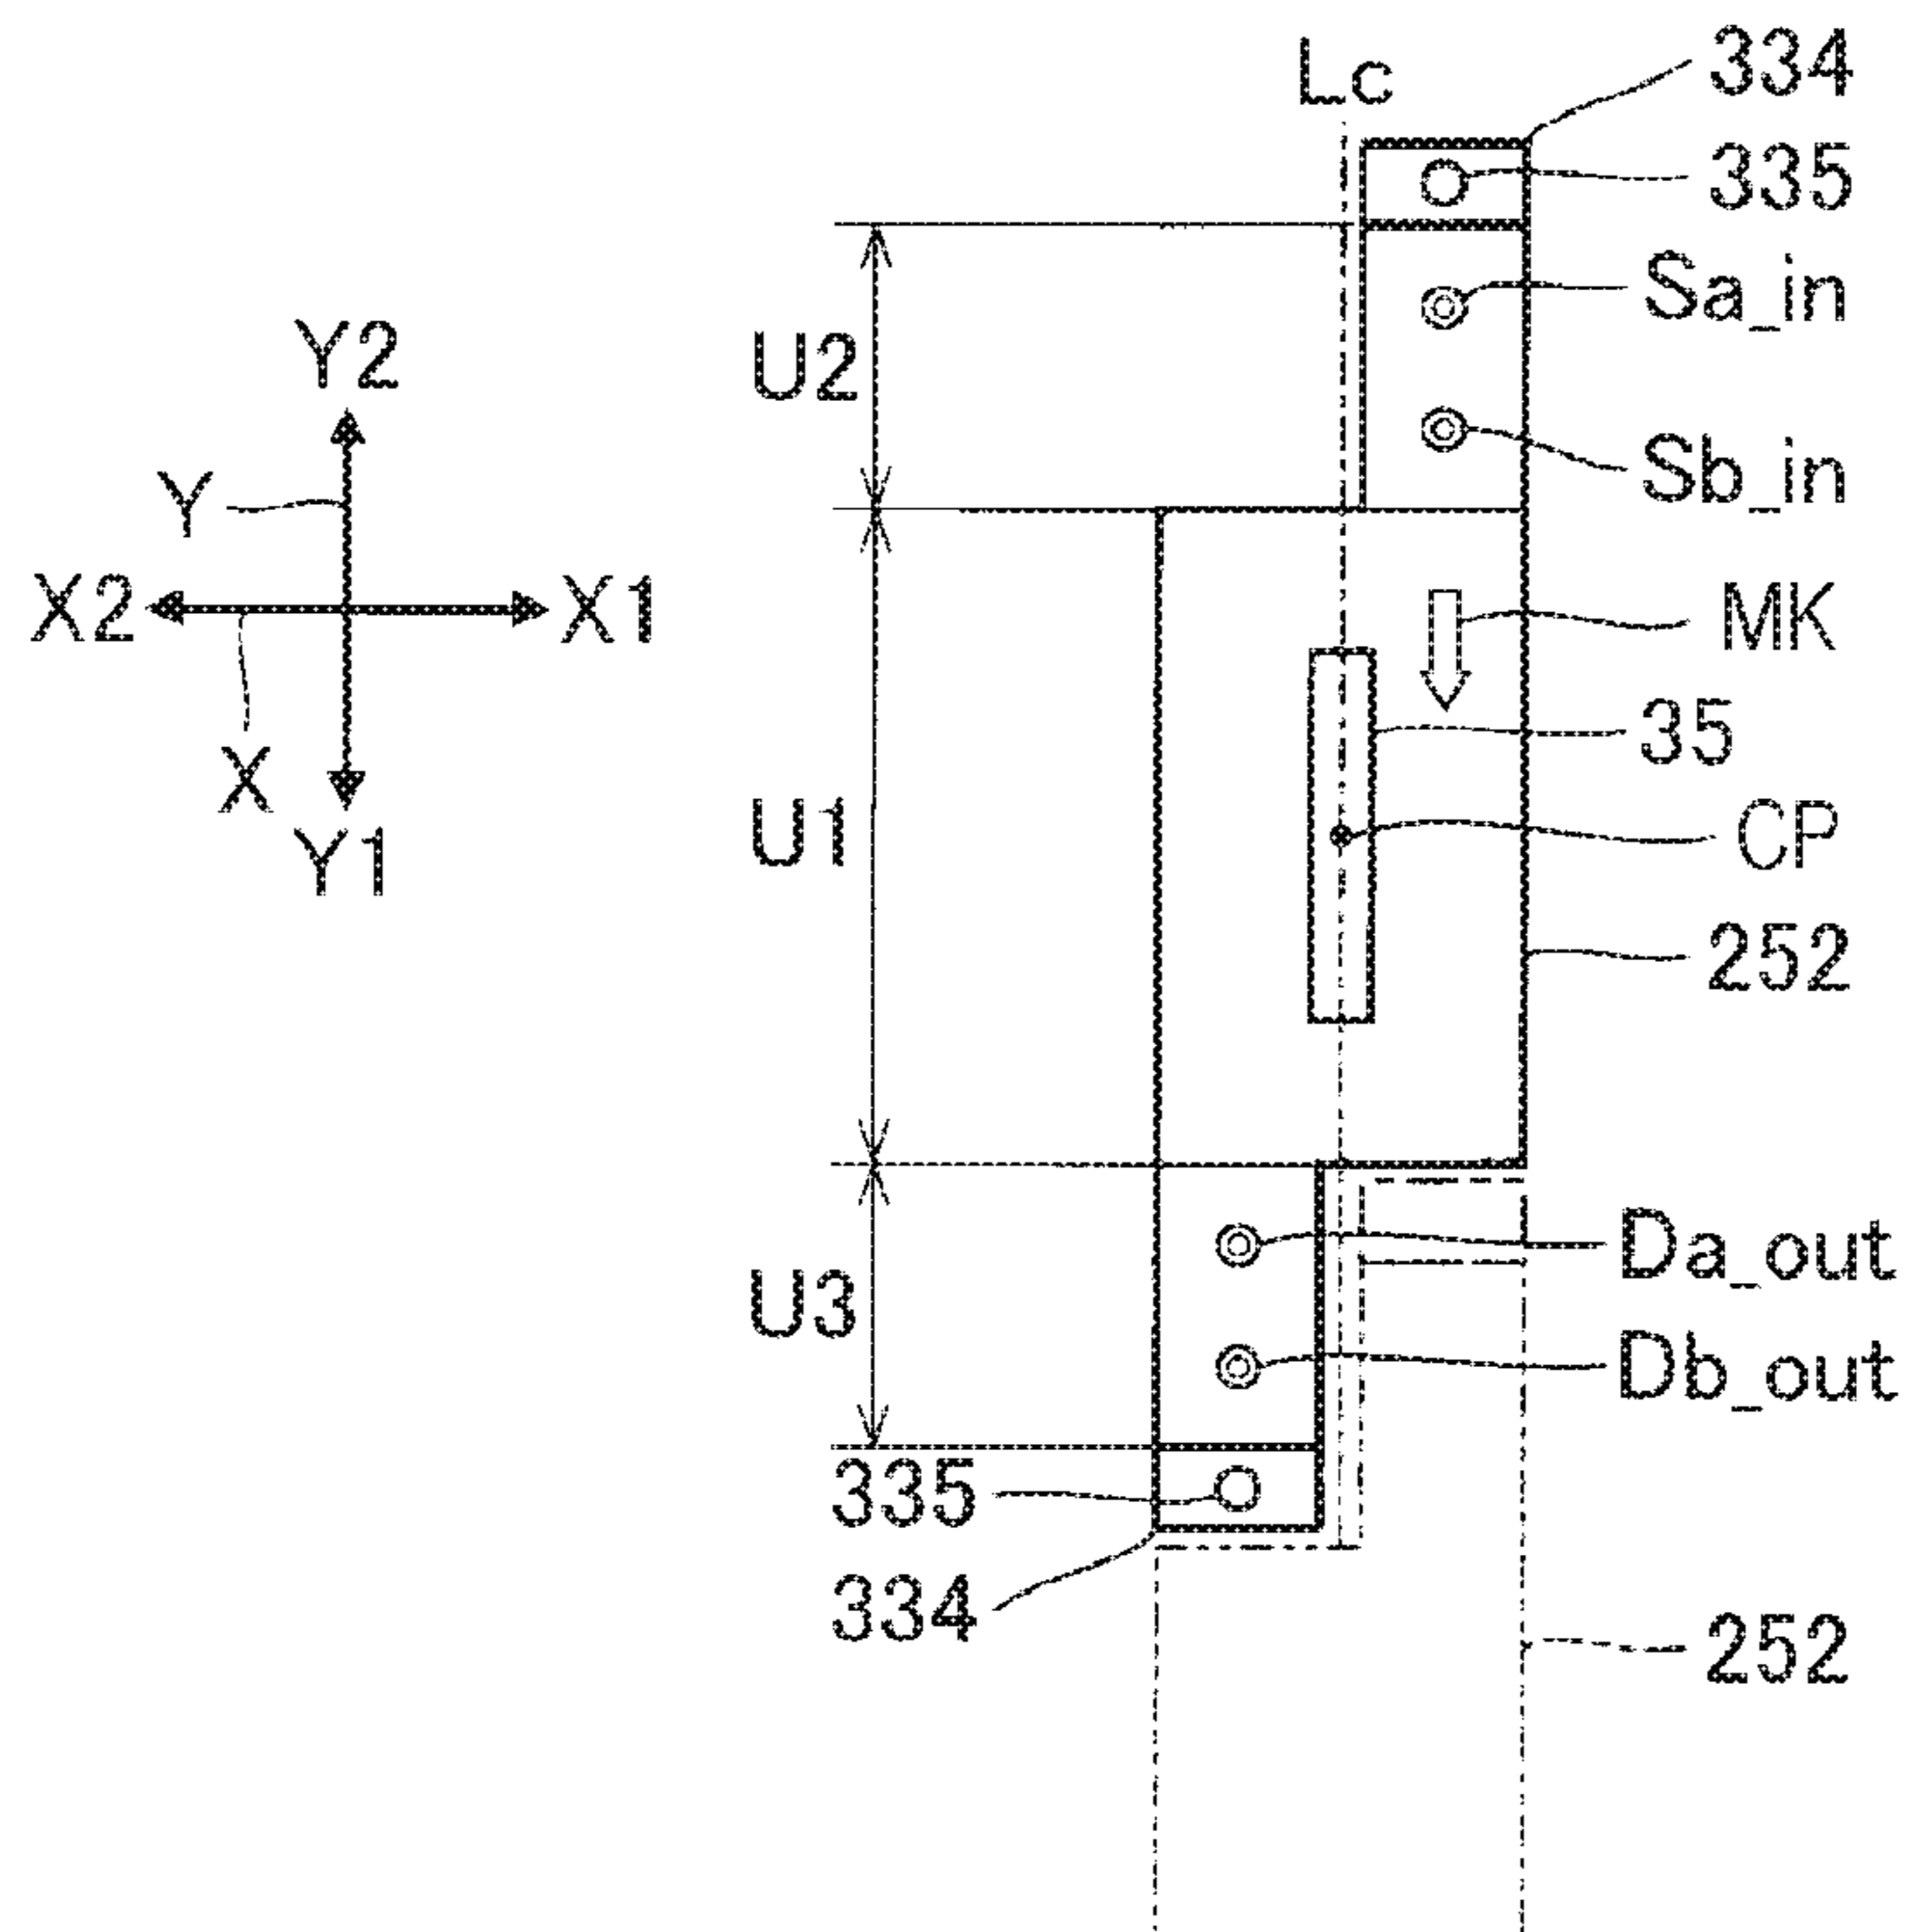 Lc
334
335
Sa_in
Y2
U2
Sb_in
Y
X2
X1
MK
35
X
U1
CP
Y1
252
Da_out
U3
Db_out
335
334
252